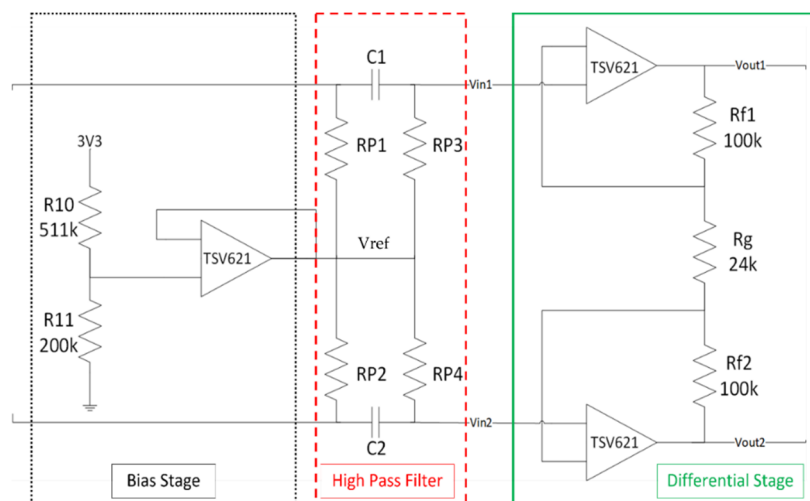 C1
Vin1
TSV621
Vout1
Rf1
100k
RP1
RP3
3V3
R10
511k
TSV621
Vref
Rg
24k
R11
200k
RP2
RP4
Rf2
100k
Vin2
TSV621
Vout2
C2
Bias Stage
High Pass Filter
Differential Stage